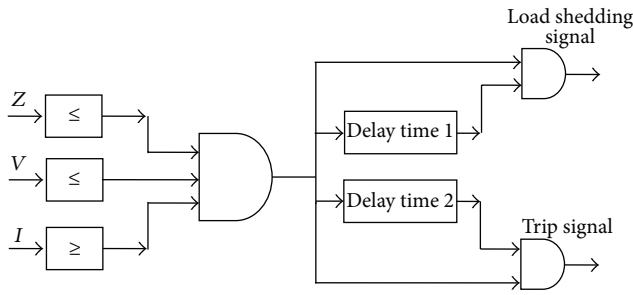 Load shedding
signal
Z
≤
Delay time 1
V
≤
Delay time 2
I
≥
Trip signal